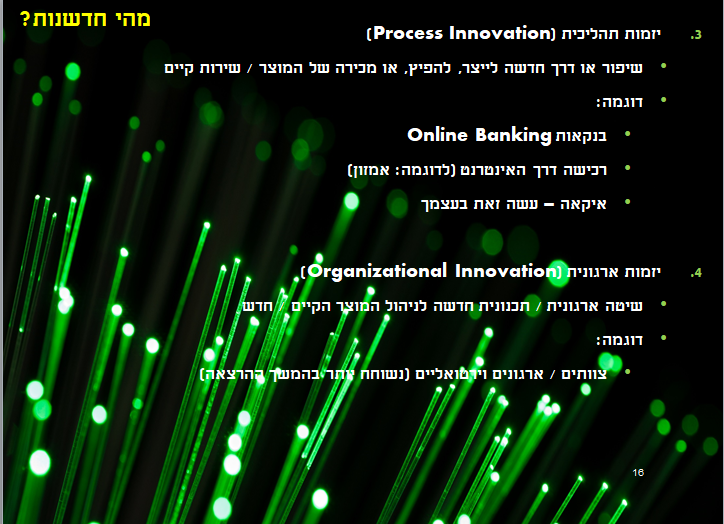 מהי חדשנות?
3. יזמות תהליכית (Process Innovation)
• שיפור או דרך חדשה לייצר, להפיץ, או מכירה של המוצר / שירות קיים
• דוגמה:
• בנקאות Online Banking
• רכישה דרך האינטרנט (לדוגמה: אמזון)
• איקאה – עשה זאת בעצמך
4. יזמות ארגונית (Organizational Innovation)
• שיטה ארגונית / תכנונית חדשה לניהול המוצר הקיים / חדש
• דוגמה:
• צוותים / ארגונים וירטואליים (נשוחח יותר בהמשך ההרצאה)
16